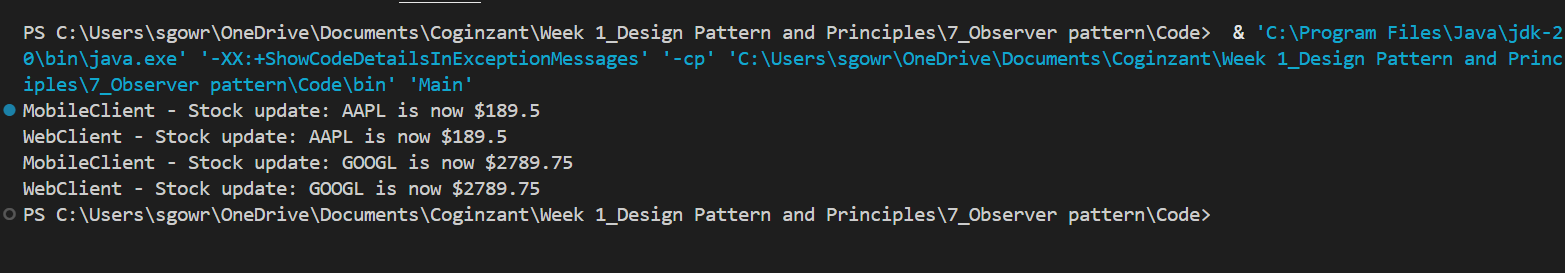 PS C:\Users\sgowr\OneDrive\Documents\Coginzant\Week 1_Design Pattern and Principles\7_Observer pattern\Code>  & 'C:\Program Files\Java\jdk-2
0\bin\java.exe' '-XX:+ShowCodeDetailsInExceptionMessages' '-cp' 'C:\Users\sgowr\OneDrive\Documents\Coginzant\Week 1_Design Pattern and Princ
iples\7_Observer pattern\Code\bin' 'Main'
MobileClient - Stock update: AAPL is now $189.5
WebClient - Stock update: AAPL is now $189.5
MobileClient - Stock update: GOOGL is now $2789.75
WebClient - Stock update: GOOGL is now $2789.75
PS C:\Users\sgowr\OneDrive\Documents\Coginzant\Week 1_Design Pattern and Principles\7_Observer pattern\Code>